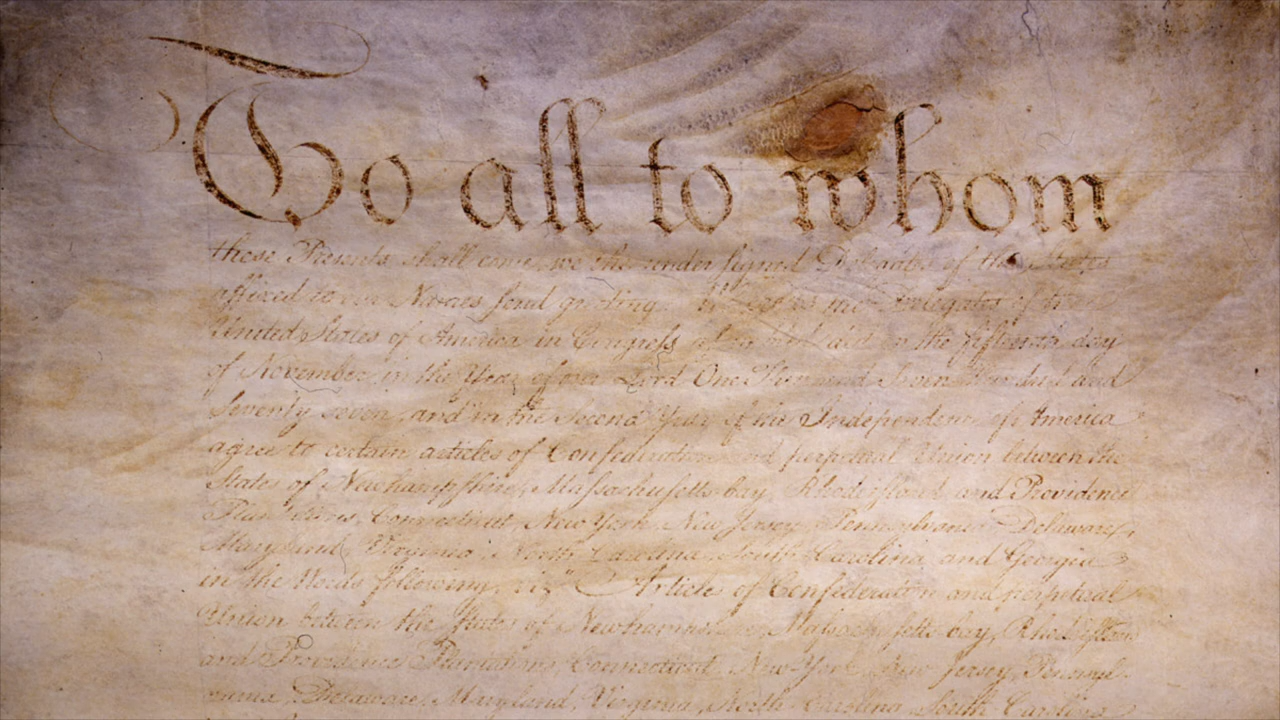 To all to whom
these Presents shall come, we the undersigned Delegates of the States
affixed to our Names send greeting. Whereas the Delegates of the
United States of America in Congress assembled did on the fifteenth day
of November in the Year of our Lord One Thousand Seven Hundred and
Seventy seven, and in the Second Year of the Independence of America
agree to certain articles of Confederation and perpetual Union between the
States of Newhampshire, Massachusetts-bay, Rhodeisland and Providence
Plantations, Connecticut, New York, New Jersey, Pennsylvania, Delaware,
Maryland, Virginia, North Carolina, South Carolina and Georgia
in the Words following, viz. Articles of Confederation and perpetual
Union between the States of Newhampshire, Massachusetts-bay, Rhodeisland
and Providence Plantations, Connecticut, New York, New Jersey, Pennsyl-
vania, Delaware, Maryland, Virginia, North Carolina, South Carolina